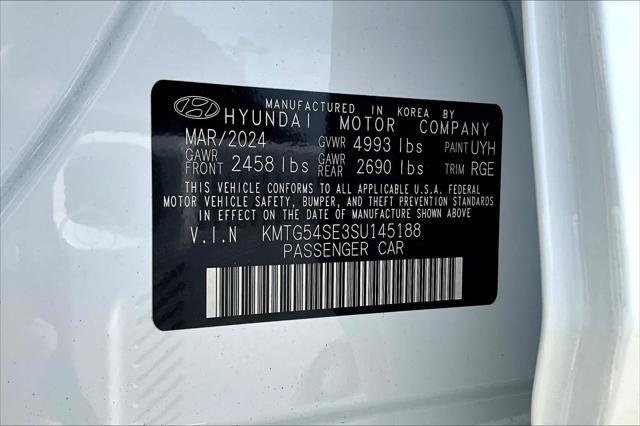 MANUFACTURED IN KOREA BY
HYUNDAI MOTOR COMPANY
MAR/2024 GVWR 4993 lbs PAINT UYH
GAWR FRONT 2458 lbs GAWR REAR 2690 lbs TRIM RGE
THIS VEHICLE CONFORMS TO ALL APPLICABLE U.S.A. FEDERAL
MOTOR VEHICLE SAFETY, BUMPER, AND THEFT PREVENTION STANDARDS
IN EFFECT ON THE DATE OF MANUFACTURE SHOWN ABOVE.
V.I.N KMTG54SE3SU145188
PASSENGER CAR